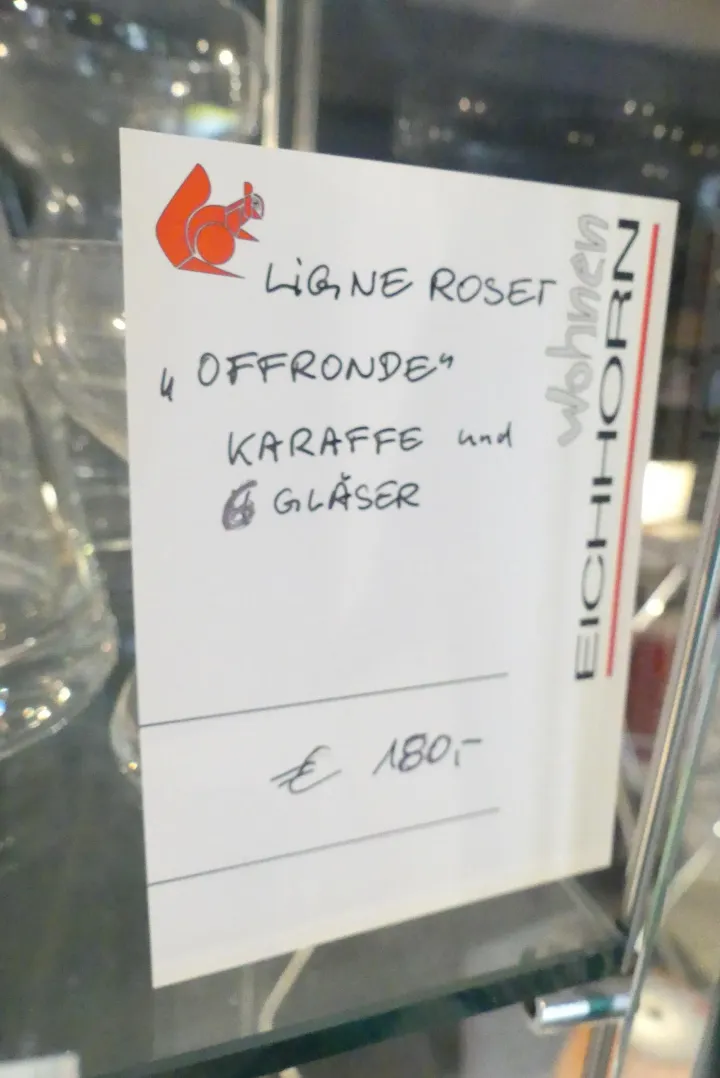 LiGNE ROSET
„OFFRONDE“
KARAFFE und
6 GLÄSER
€ 180,-
wohnen
EICHHORN